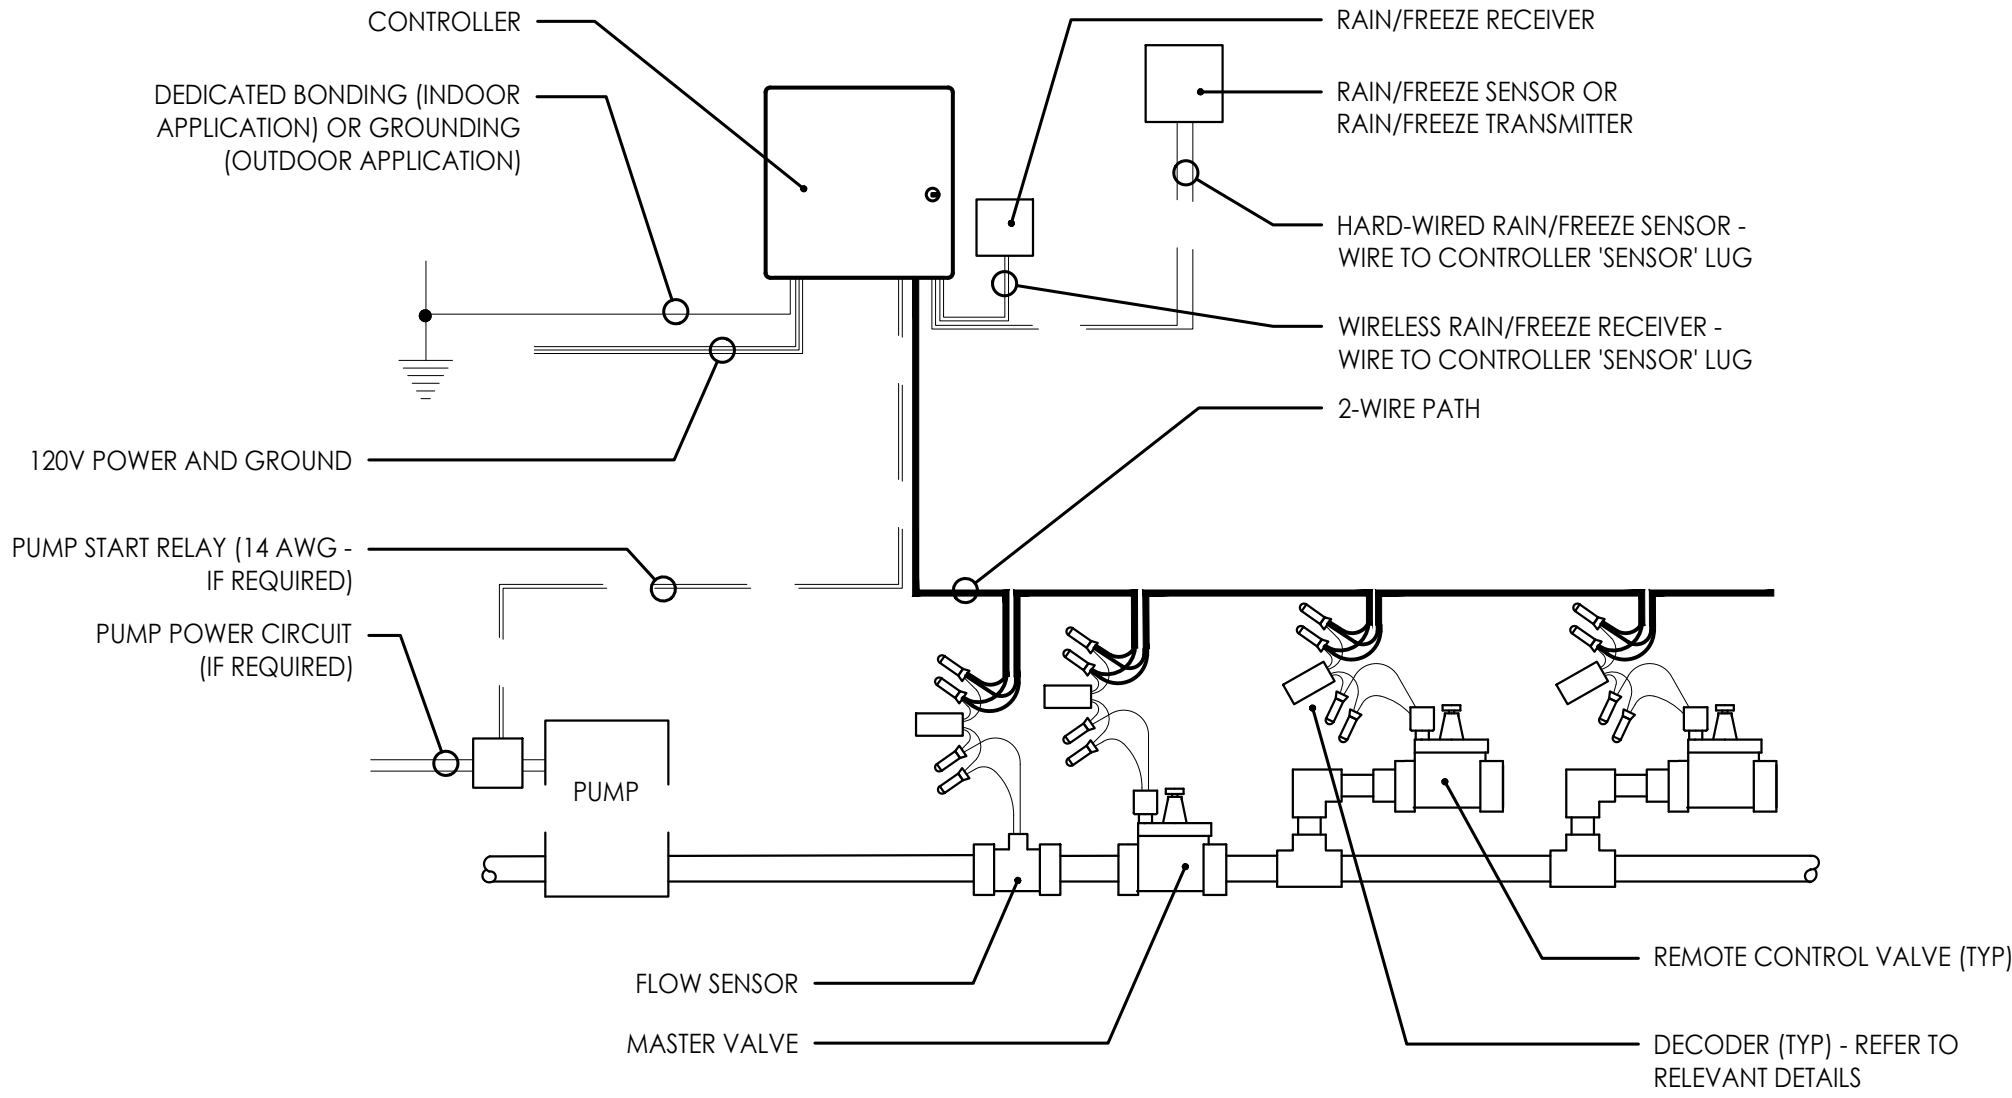 CONTROLLER
DEDICATED BONDING (INDOOR
APPLICATION) OR GROUNDING
(OUTDOOR APPLICATION)
120V POWER AND GROUND
PUMP START RELAY (14 AWG -
IF REQUIRED)
PUMP POWER CIRCUIT
(IF REQUIRED)
PUMP
FLOW SENSOR
MASTER VALVE
RAIN/FREEZE RECEIVER
RAIN/FREEZE SENSOR OR
RAIN/FREEZE TRANSMITTER
HARD-WIRED RAIN/FREEZE SENSOR -
WIRE TO CONTROLLER 'SENSOR' LUG
WIRELESS RAIN/FREEZE RECEIVER -
WIRE TO CONTROLLER 'SENSOR' LUG
2-WIRE PATH
REMOTE CONTROL VALVE (TYP)
DECODER (TYP) - REFER TO
RELEVANT DETAILS